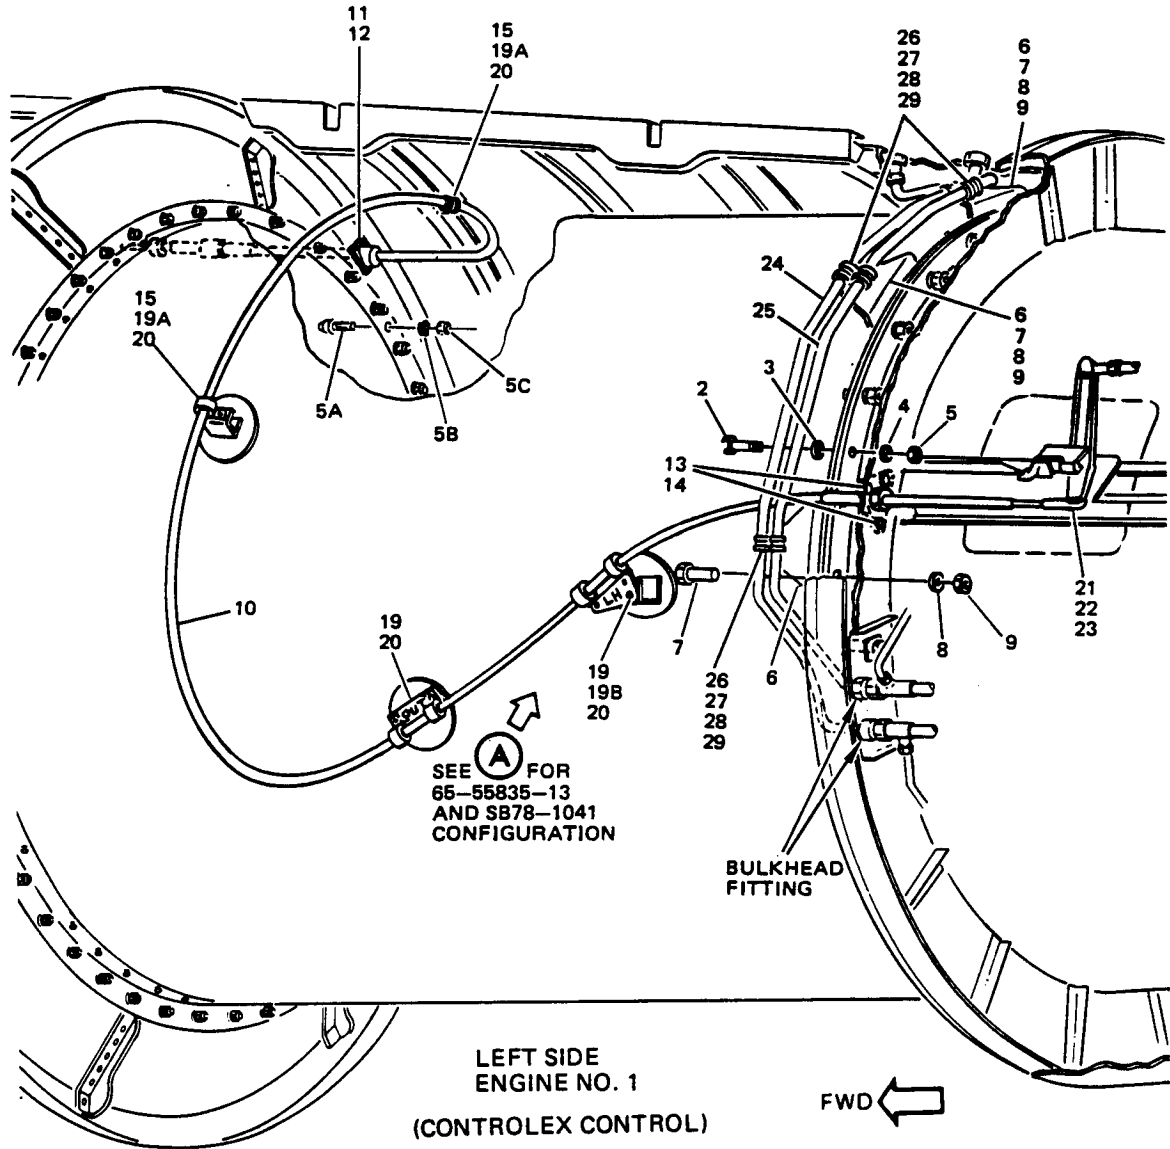 11
12
15
19A
20
26
27
28
29
6
7
8
9
24
25
15
19A
20
6
7
8
9
3
2
4
5
5A
5B
5C
13
14
10
LH
21
22
23
19
20
7
19
19B
20
26
27
28
29
6
8
9
SEE A FOR
65-55835-13
AND SB78-1041
CONFIGURATION
BULKHEAD
FITTING
LEFT SIDE
ENGINE NO. 1
(CONTROLEX CONTROL)
FWD